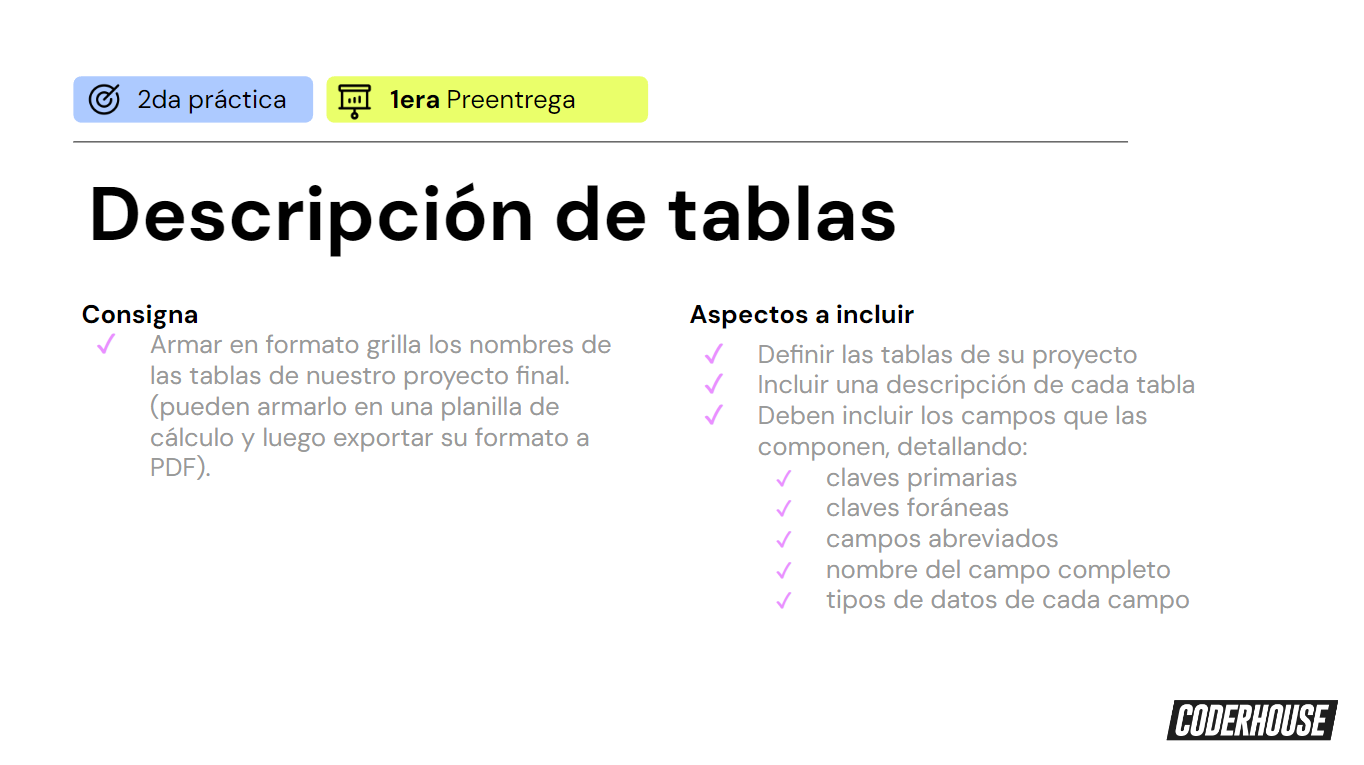 2da práctica
1era Preentrega
Descripción de tablas
Consigna
Armar en formato grilla los nombres de
las tablas de nuestro proyecto final.
(pueden armarlo en una planilla de
cálculo y luego exportar su formato a
PDF).
Aspectos a incluir
Definir las tablas de su proyecto
Incluir una descripción de cada tabla
Deben incluir los campos que las
componen, detallando:
claves primarias
claves foráneas
campos abreviados
nombre del campo completo
tipos de datos de cada campo
CODERHOUSE